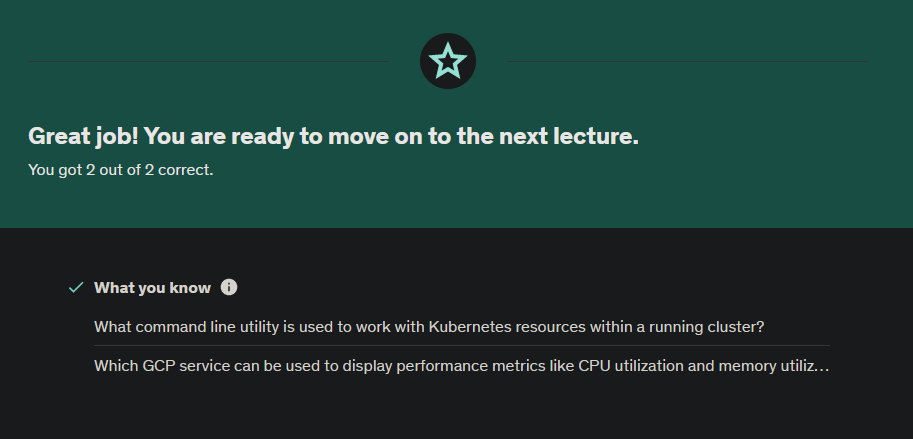 Great job! You are ready to move on to the next lecture.
You got 2 out of 2 correct.
What you know
What command line utility is used to work with Kubernetes resources within a running cluster?
Which GCP service can be used to display performance metrics like CPU utilization and memory utiliz...